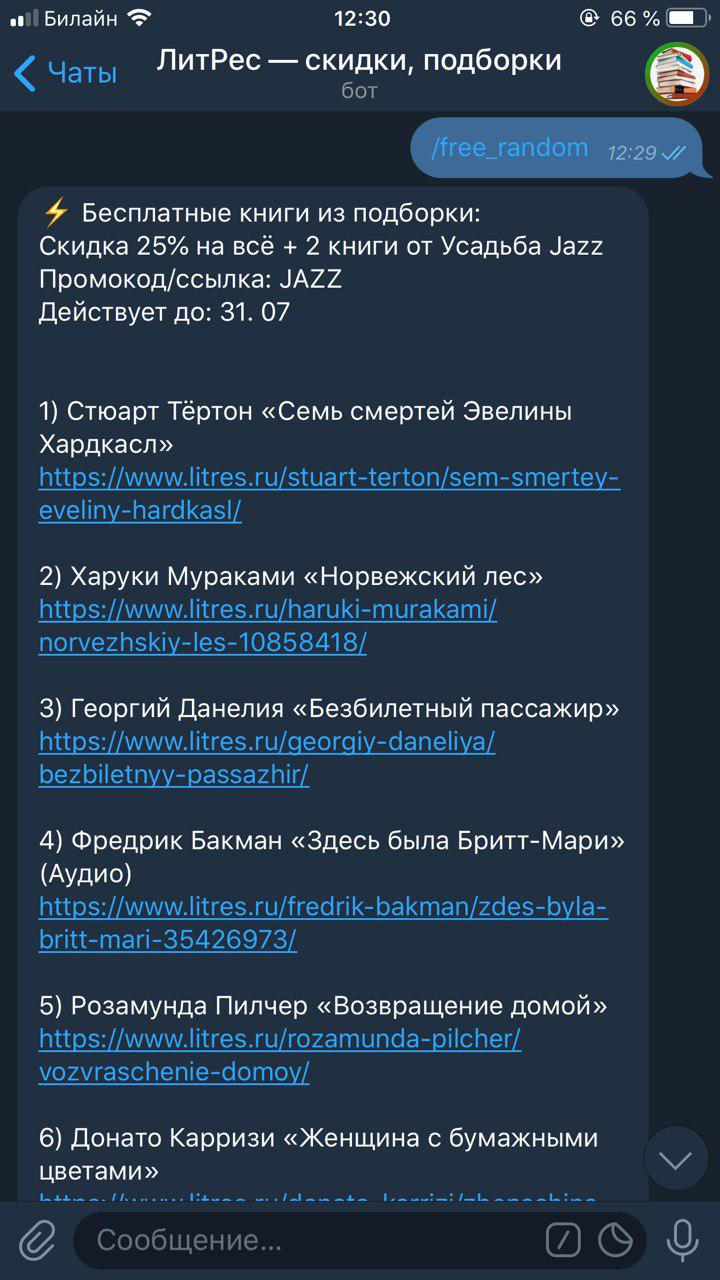 Билайн 12:30 66 %
Чаты
ЛитРес — скидки, подборки
бот
/free_random 12:29
⚡ Бесплатные книги из подборки:
Скидка 25% на всё + 2 книги от Усадьба Jazz
Промокод/ссылка: JAZZ
Действует до: 31. 07
1) Стюарт Тёртон «Семь смертей Эвелины
Хардкасл»
https://www.litres.ru/stuart-terton/sem-smertey-
eveliny-hardkasl/
2) Харуки Мураками «Норвежский лес»
https://www.litres.ru/haruki-murakami/
norvezhskiy-les-10858418/
3) Георгий Данелия «Безбилетный пассажир»
https://www.litres.ru/georgiy-daneliya/
bezbiletnyy-passazhir/
4) Фредрик Бакман «Здесь была Бритт-Мари»
(Аудио)
https://www.litres.ru/fredrik-bakman/zdes-byla-
britt-mari-35426973/
5) Розамунда Пилчер «Возвращение домой»
https://www.litres.ru/rozamunda-pilcher/
vozvraschenie-domoy/
6) Донато Карризи «Женщина с бумажными
цветами»
Сообщение...